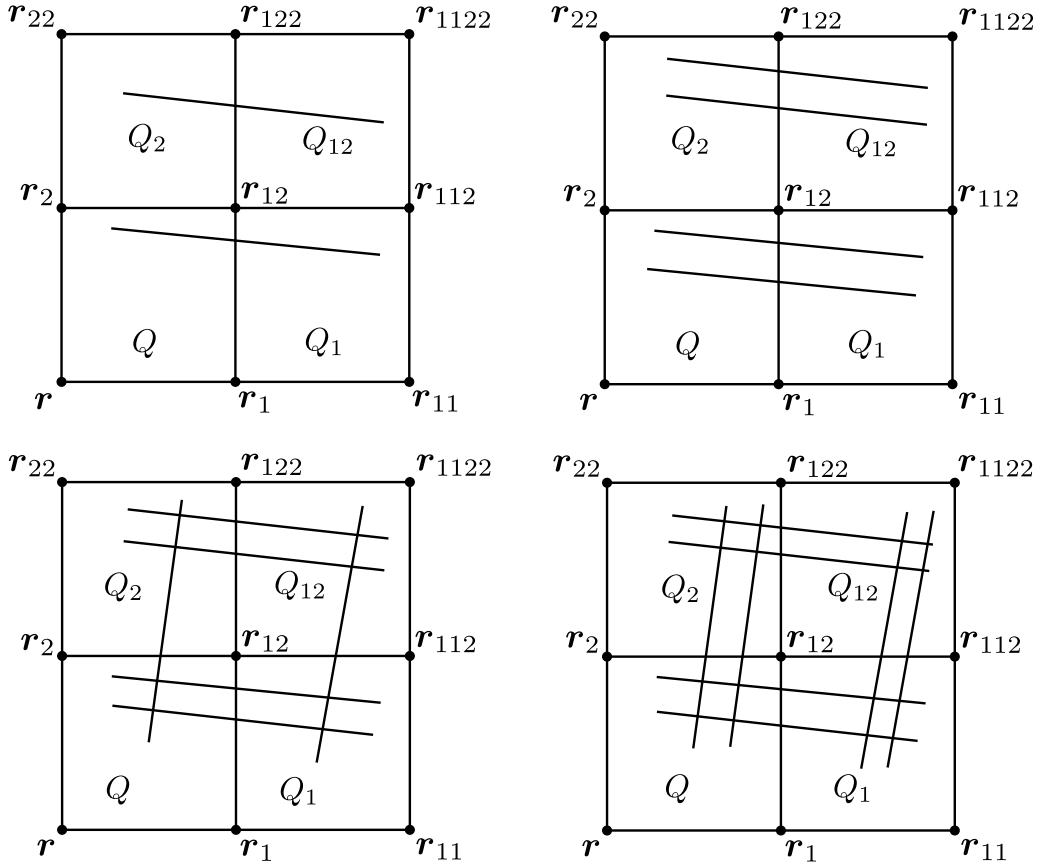 r₂₂ r₁₂₂ r₁₁₂₂ r₂₂ r₁₂₂ r₁₁₂₂
Q₂ Q₁₂ Q₂ Q₁₂
r₂ r₁₂ r₁₁₂ r₂ r₁₂ r₁₁₂
Q Q₁ Q Q₁
r r₁ r₁₁ r r₁ r₁₁
r₂₂ r₁₂₂ r₁₁₂₂ r₂₂ r₁₂₂ r₁₁₂₂
Q₂ Q₁₂ Q₂ Q₁₂
r₂ r₁₂ r₁₁₂ r₂ r₁₂ r₁₁₂
Q Q₁ Q Q₁
r r₁ r₁₁ r r₁ r₁₁